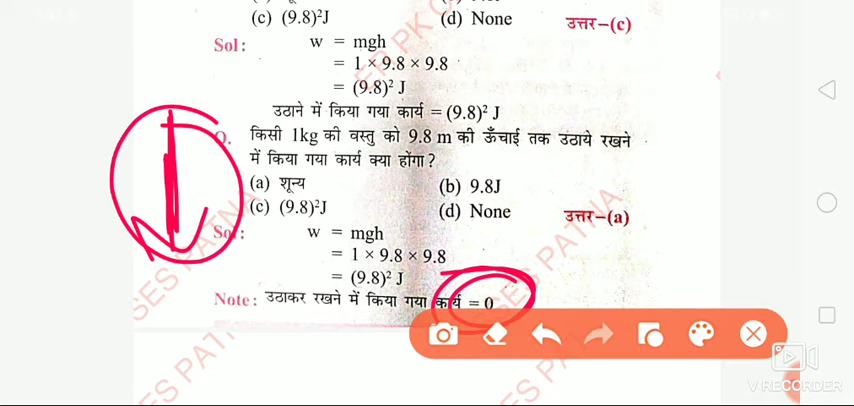 (c) (9.8)²J (d) None उत्तर–(c)
Sol: w = mgh
= 1 × 9.8 × 9.8
= (9.8)² J
उठाने में किया गया कार्य = (9.8)² J
Q. किसी 1kg की वस्तु को 9.8 m की ऊँचाई तक उठाये रखने
में किया गया कार्य क्या होंगा?
(a) शून्य (b) 9.8J
(c) (9.8)²J (d) None उत्तर–(a)
Sol: w = mgh
= 1 × 9.8 × 9.8
= (9.8)² J
Note: उठाकर रखने में किया गया कार्य = 0
V RECORDER